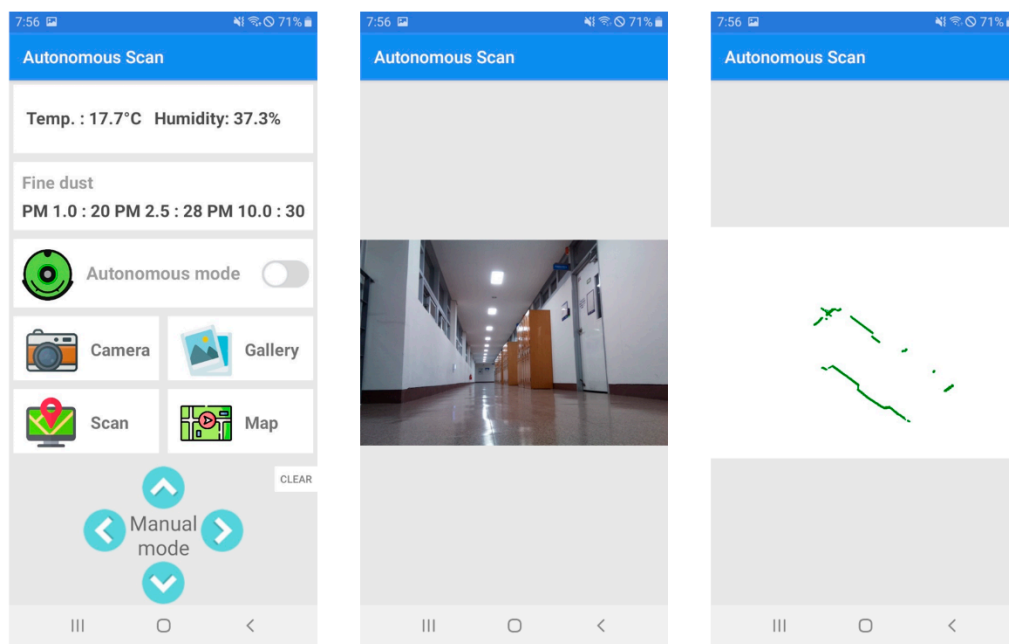 7:56 71%
Autonomous Scan
Temp. : 17.7°C Humidity: 37.3%
Fine dust
PM 1.0 : 20 PM 2.5 : 28 PM 10.0 : 30
Autonomous mode
Camera
Gallery
Scan
Map
CLEAR
Manual
mode
7:56 71%
Autonomous Scan
7:56 71%
Autonomous Scan